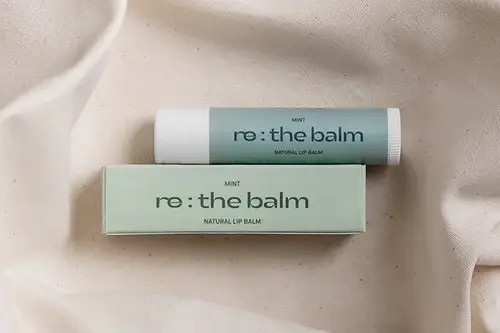 MINT
re : the balm
NATURAL LIP BALM
MINT
re : the balm
NATURAL LIP BALM